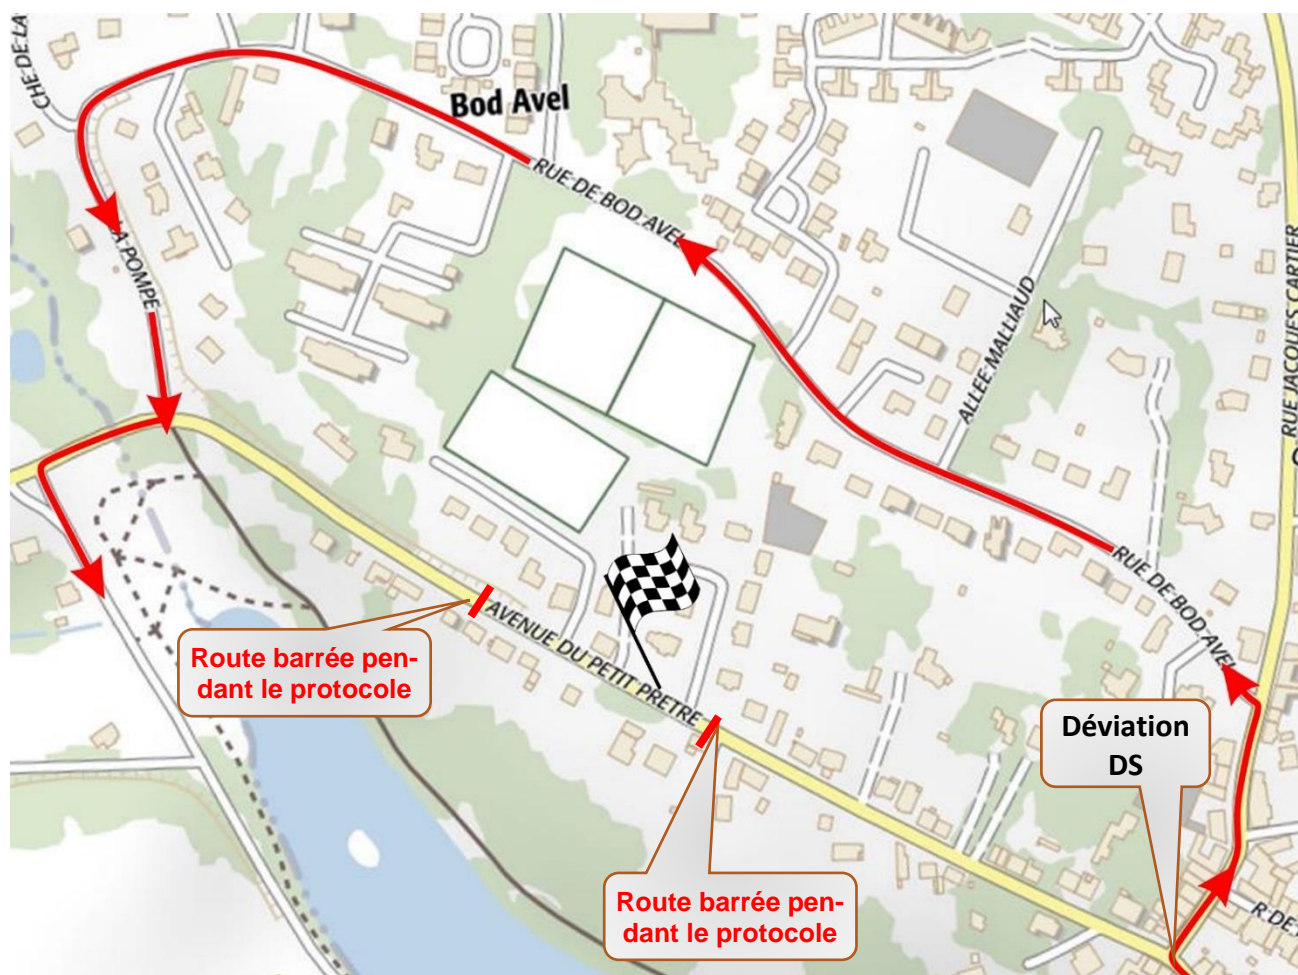 CHE DE LA
Bod Avel
RUE DE BOD AVEL
LA POMPE
RUE JACQUES CARTIER
ALLEE MALLIAUD
RUE DE BOD AVEL
AVENUE DU PETIT PRETRE
Route barrée pen-
dant le protocole
Déviation
DS
Route barrée pen-
dant le protocole